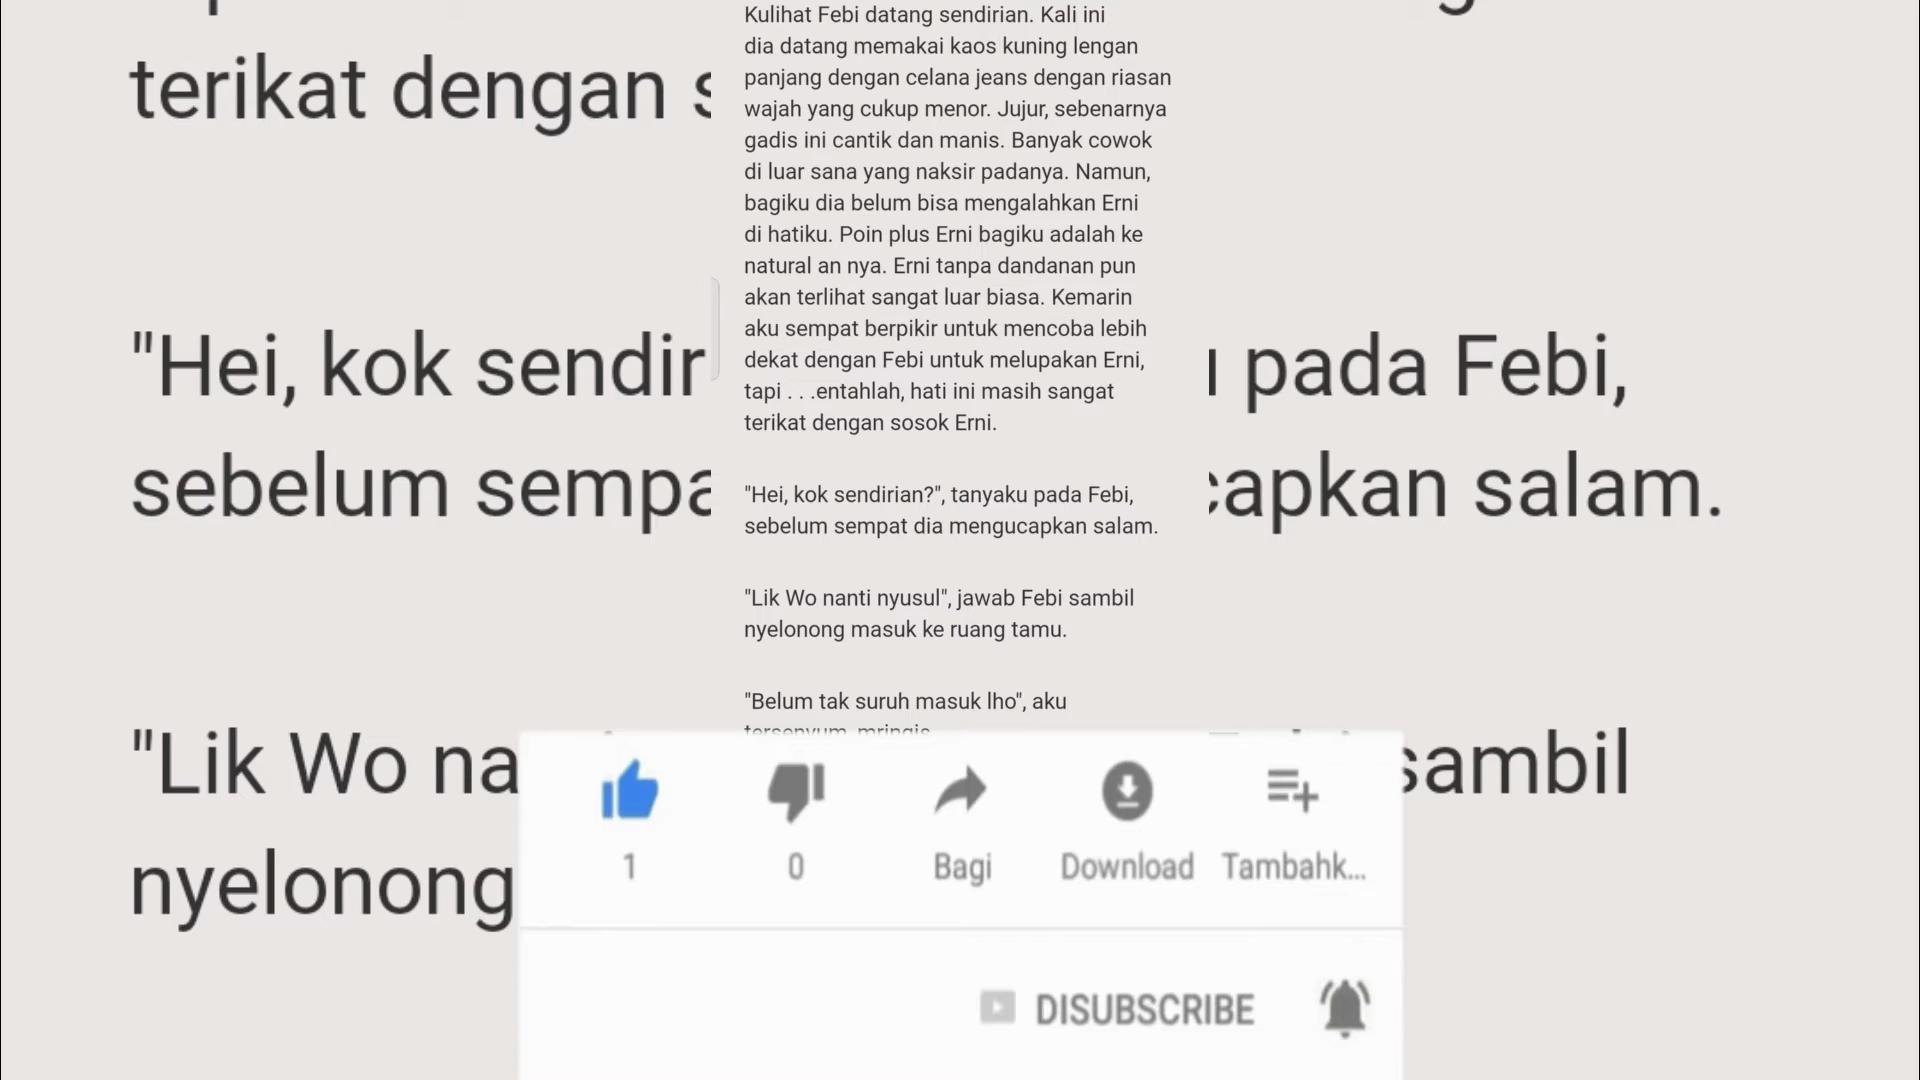 Kulihat Febi datang sendirian. Kali ini
dia datang memakai kaos kuning lengan
panjang dengan celana jeans dengan riasan
wajah yang cukup menor. Jujur, sebenarnya
gadis ini cantik dan manis. Banyak cowok
di luar sana yang naksir padanya. Namun,
bagiku dia belum bisa mengalahkan Erni
di hatiku. Poin plus Erni bagiku adalah ke
natural an nya. Erni tanpa dandanan pun
akan terlihat sangat luar biasa. Kemarin
aku sempat berpikir untuk mencoba lebih
dekat dengan Febi untuk melupakan Erni,
tapi . . .entahlah, hati ini masih sangat
terikat dengan sosok Erni.
"Hei, kok sendirian?", tanyaku pada Febi,
sebelum sempat dia mengucapkan salam.
"Lik Wo nanti nyusul", jawab Febi sambil
nyelonong masuk ke ruang tamu.
"Belum tak suruh masuk lho", aku
tersenyum mringis
terikat dengan s
"Hei, kok sendir
pada Febi,
sebelum sempa
capkan salam.
"Lik Wo na
sambil
nyelonong
1
0
Bagi
Download
Tambahk...
DISUBSCRIBE